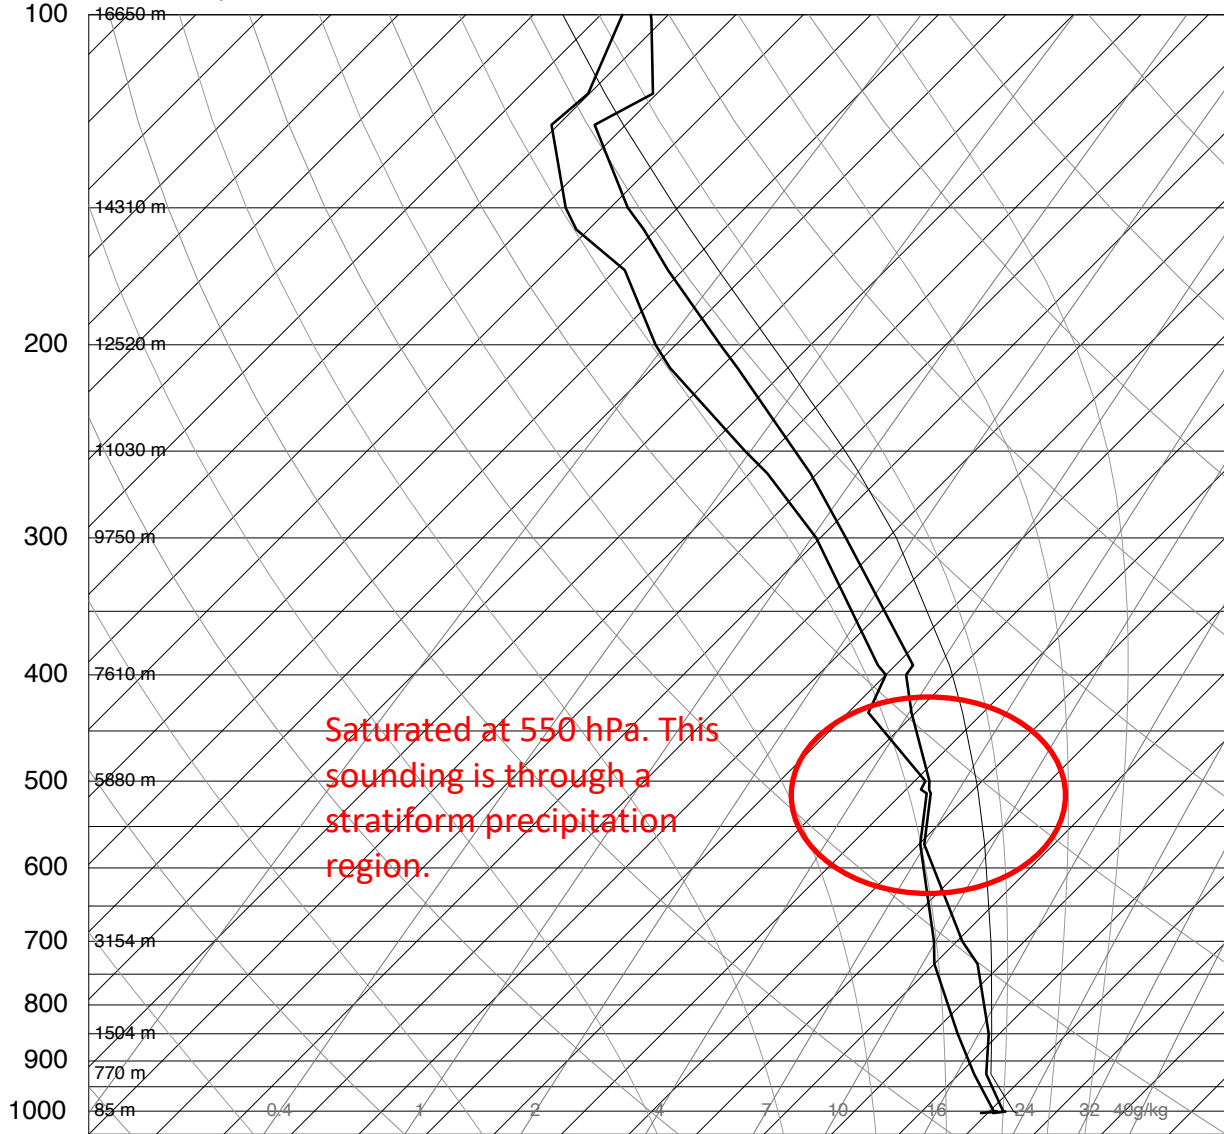 100 16650 m
14310 m
200 12520 m
11030 m
300 9750 m
400 7610 m
Saturated at 550 hPa. This
sounding is through a
stratiform precipitation
region.
500 5880 m
600
700 3154 m
800
1504 m
900
770 m
1000 85 m 0.4 1 2 4 7 10 16 24 32 40g/kg